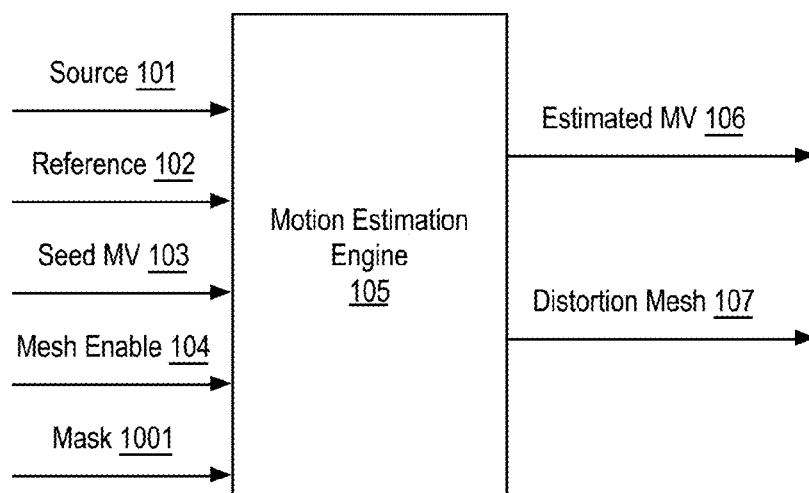 Source 101
Reference 102
Seed MV 103
Mesh Enable 104
Mask 1001
Motion Estimation
Engine
105
Estimated MV 106
Distortion Mesh 107